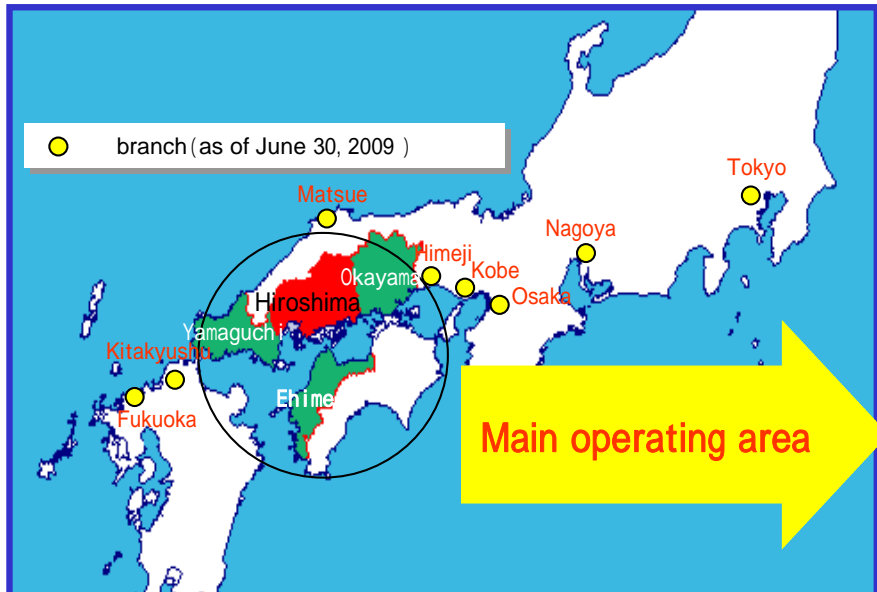 branch (as of June 30, 2009 )
Tokyo
Matsue
Nagoya
Himeji
Okayama
Kobe
Hiroshima
Osaka
Yamaguchi
Kitakyushu
Ehime
Fukuoka
Main operating area